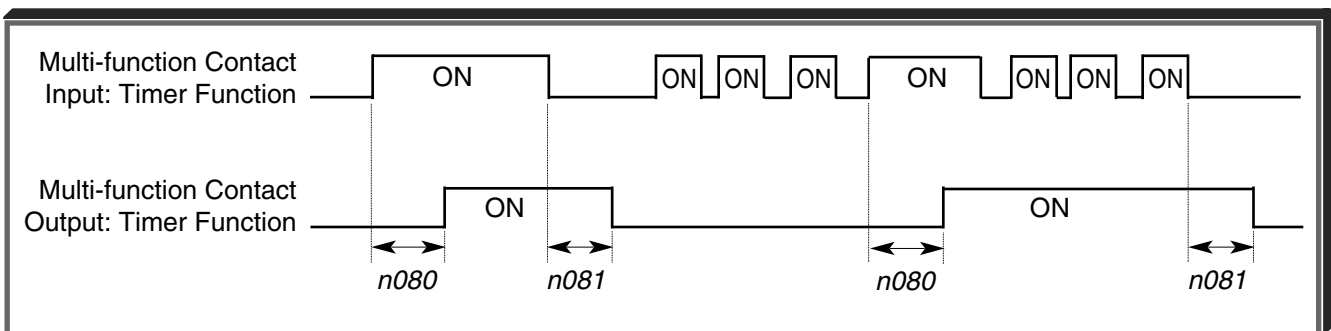 Multi-function Contact
Input: Timer Function
ON
ON
ON
ON
ON
ON
ON
ON
Multi-function Contact
Output: Timer Function
ON
ON
n080
n081
n080
n081